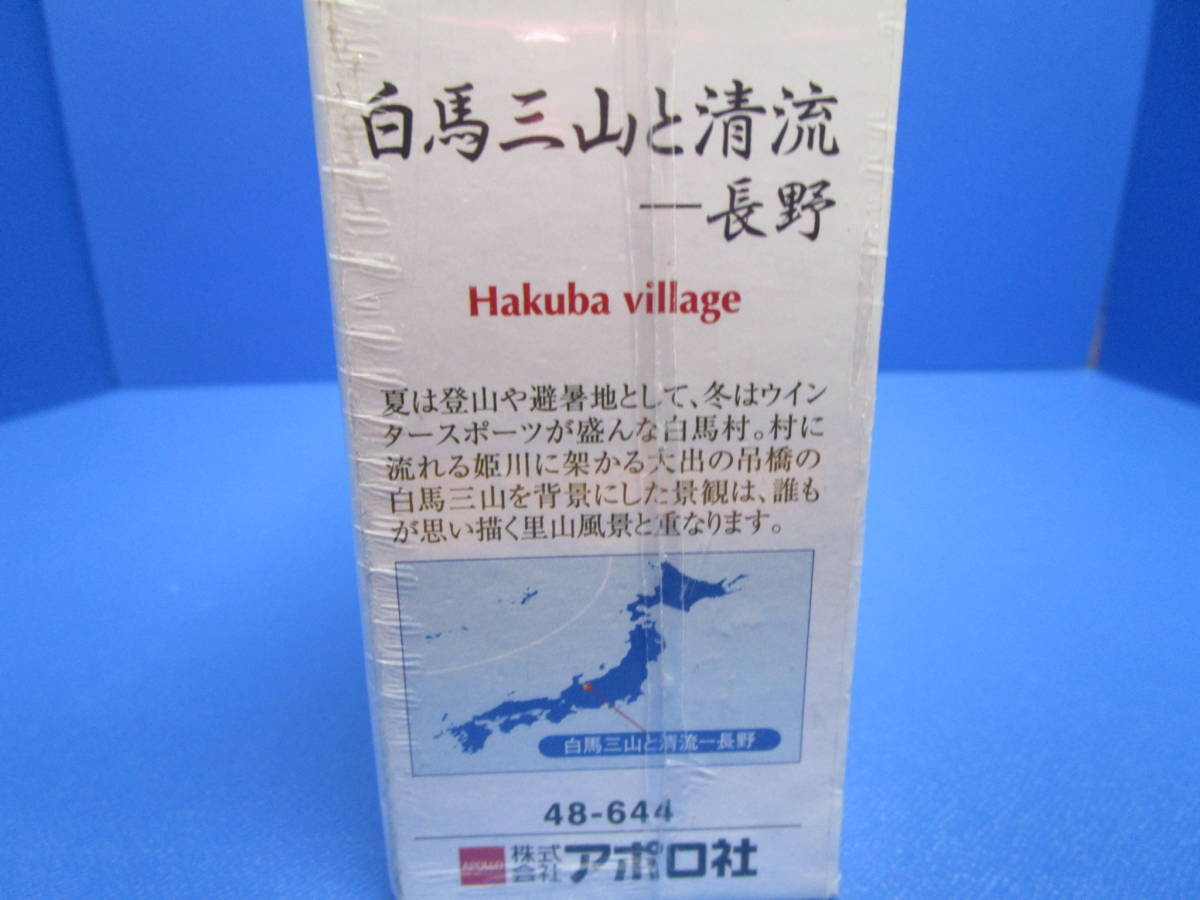 白馬三山と清流
—長野
Hakuba village
夏は登山や避暑地として、冬はウイン
タースポーツが盛んな白馬村。村に
流れる姫川に架かる大出の吊橋の
白馬三山を背景にした景観は、誰も
が思い描く里山風景と重なります。
白馬三山と清流ー長野
48-644
APOLLO 株式会社 アポロ社